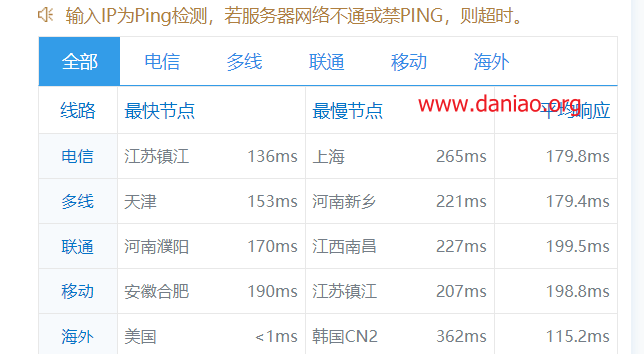 输入IP为Ping检测，若服务器网络不通或禁PING，则超时。
全部 电信 多线 联通 移动 海外
www.daniao.org
线路 最快节点 最慢节点 平均响应
电信 江苏镇江 136ms 上海 265ms 179.8ms
多线 天津 153ms 河南新乡 221ms 179.4ms
联通 河南濮阳 170ms 江西南昌 227ms 199.5ms
移动 安徽合肥 190ms 江苏镇江 207ms 198.8ms
海外 美国 <1ms 韩国CN2 362ms 115.2ms